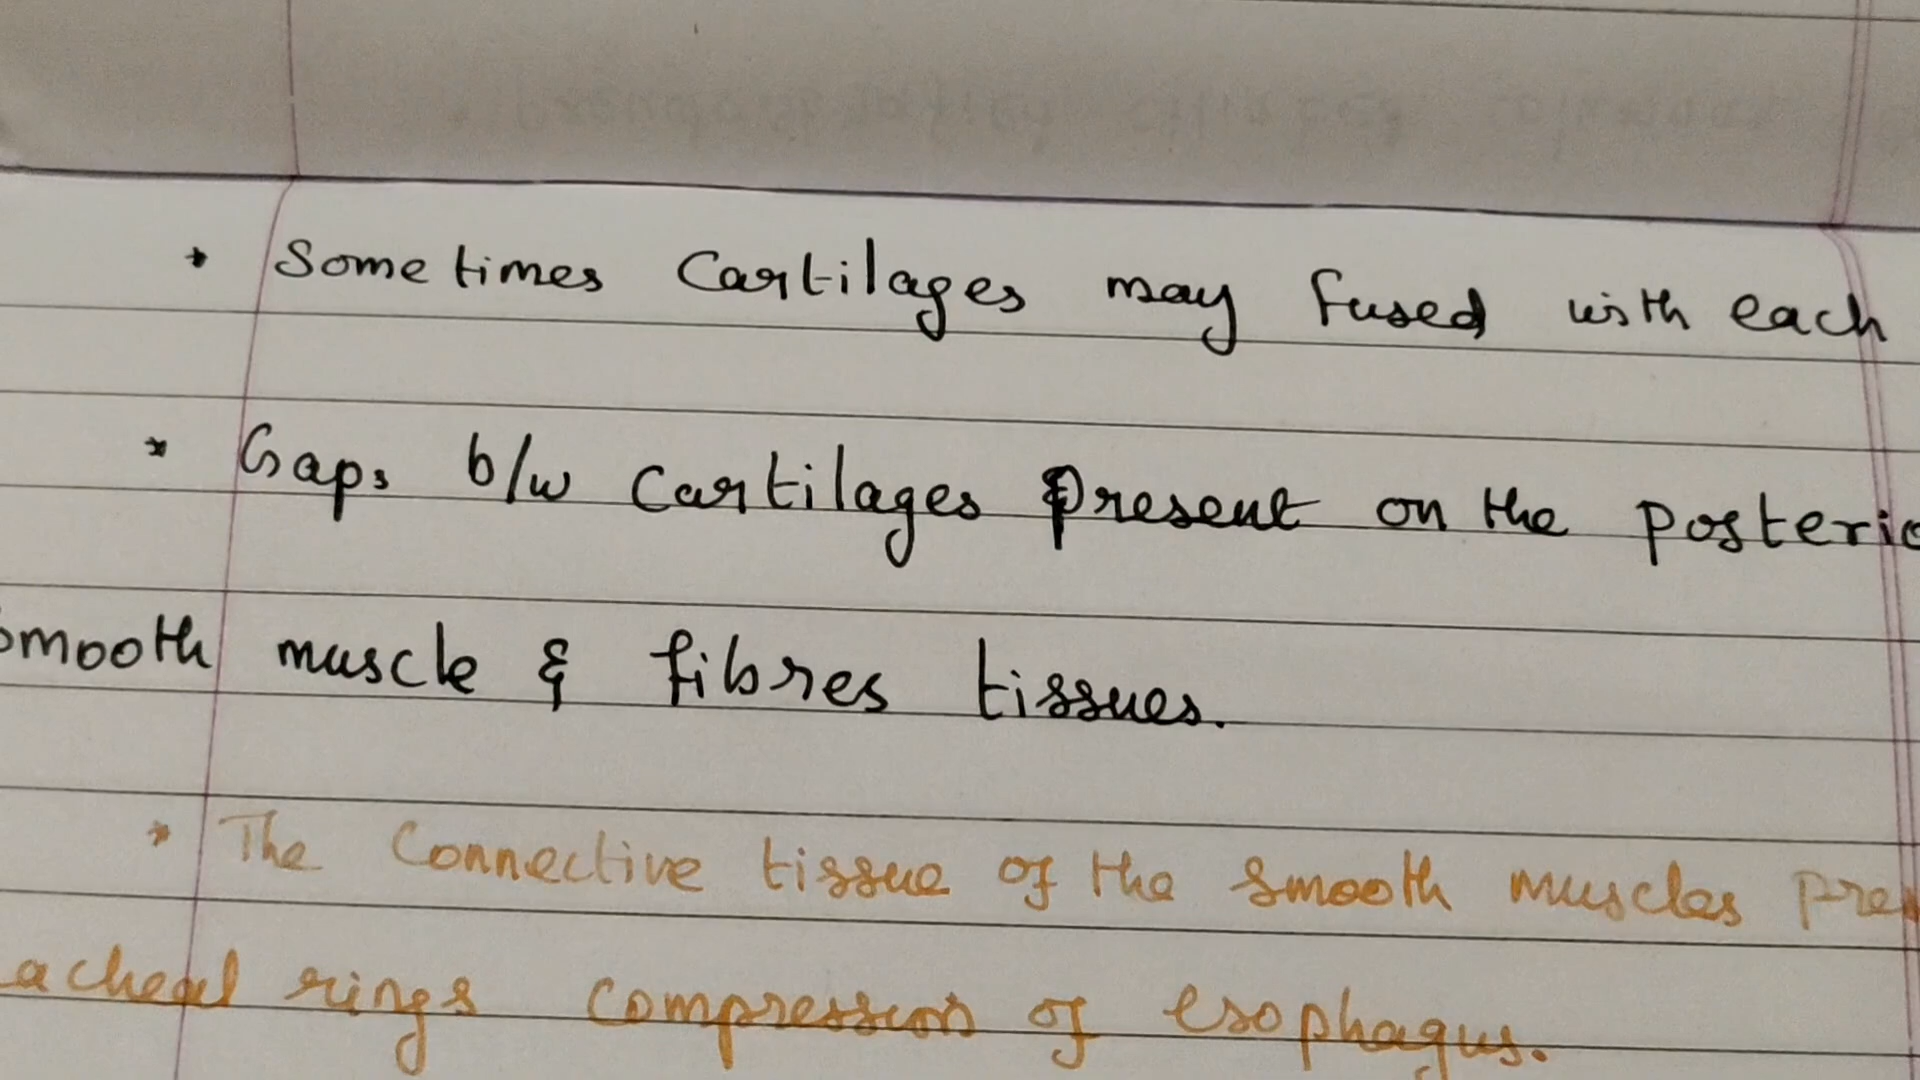 * Sometimes Cartilages may fused with each
* Gaps b/w Cartilages Present on the posterio
smooth muscle & fibres tissues.
* The Connective tissue of the smooth muscles pre
acheal rings compression of esophagus.